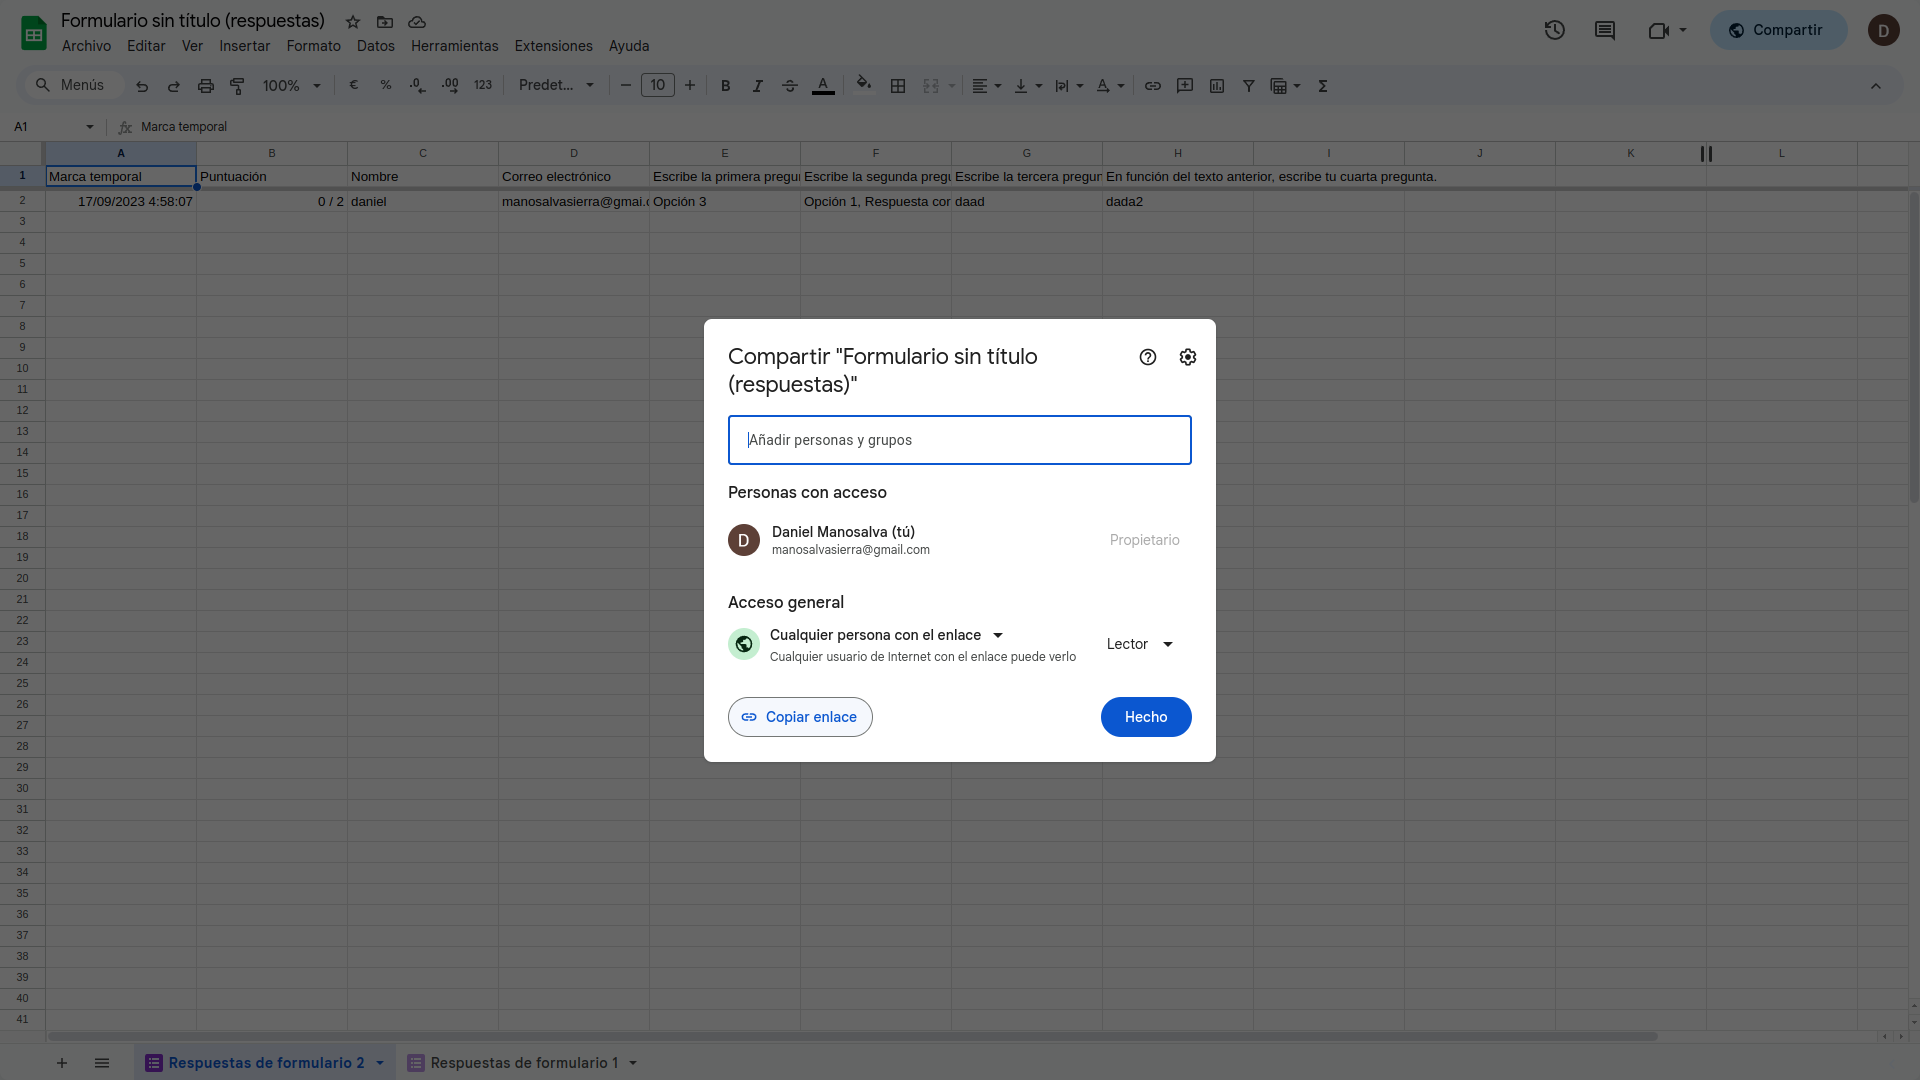 Formulario sin título (respuestas)
Archivo Editar Ver Insertar Formato Datos Herramientas Extensiones Ayuda
Compartir
D
Menús 100% € % .0 .00 123 Predet... 10 B I A
A1 Marca temporal
A B C D E F G H I J K L
1 Marca temporal Puntuación Nombre Correo electrónico Escribe la primera pregu Escribe la segunda pregu Escribe la tercera pregun En función del texto anterior, escribe tu cuarta pregunta.
2 17/09/2023 4:58:07 0 / 2 daniel manosalvasierra@gmai.c Opción 3 Opción 1, Respuesta cor daad dada2
3
4
5
6
7
8
9
10
11
12
13
14
15
16
17
18
19
20
21
22
23
24
25
26
27
28
29
30
31
32
33
34
35
36
37
38
39
40
41
Compartir "Formulario sin título
(respuestas)"
Añadir personas y grupos
Personas con acceso
D
Daniel Manosalva (tú)
manosalvasierra@gmail.com
Propietario
Acceso general
Cualquier persona con el enlace
Cualquier usuario de Internet con el enlace puede verlo
Lector
Copiar enlace
Hecho
Respuestas de formulario 2 Respuestas de formulario 1